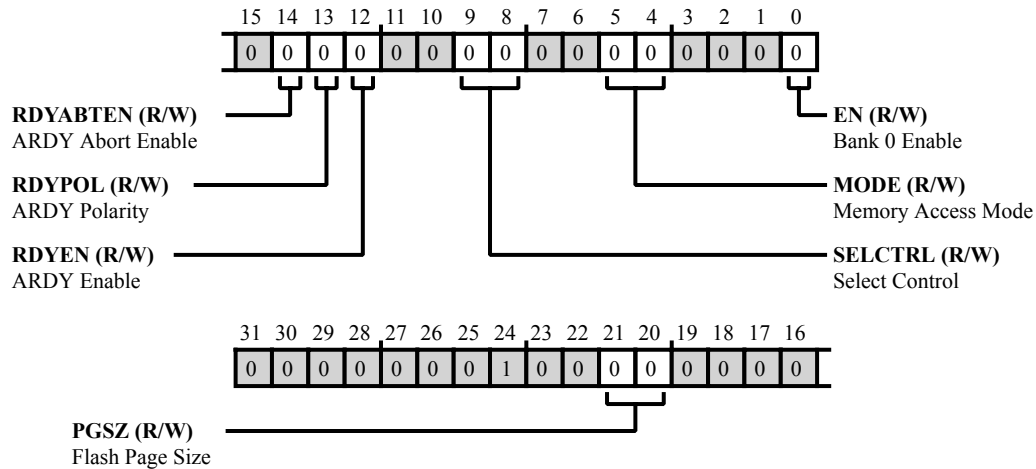 15 14 13 12 11 10 9 8 7 6 5 4 3 2 1 0
0 0 0 0 0 0 0 0 0 0 0 0 0 0 0 0
RDYABTEN (R/W)
ARDY Abort Enable
RDYPOL (R/W)
ARDY Polarity
RDYEN (R/W)
ARDY Enable
EN (R/W)
Bank 0 Enable
MODE (R/W)
Memory Access Mode
SELCTRL (R/W)
Select Control
31 30 29 28 27 26 25 24 23 22 21 20 19 18 17 16
0 0 0 0 0 0 0 1 0 0 0 0 0 0 0 0
PGSZ (R/W)
Flash Page Size